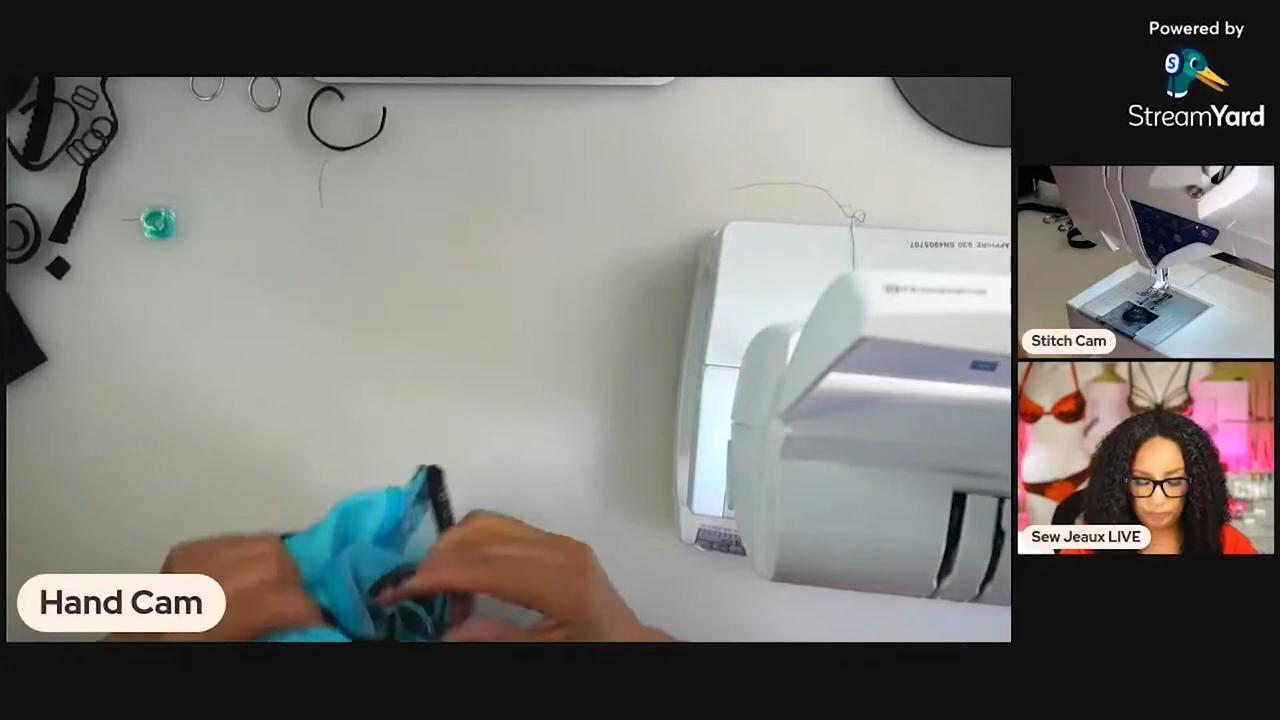 Powered by
StreamYard
Stitch Cam
Sew Jeaux LIVE
Hand Cam